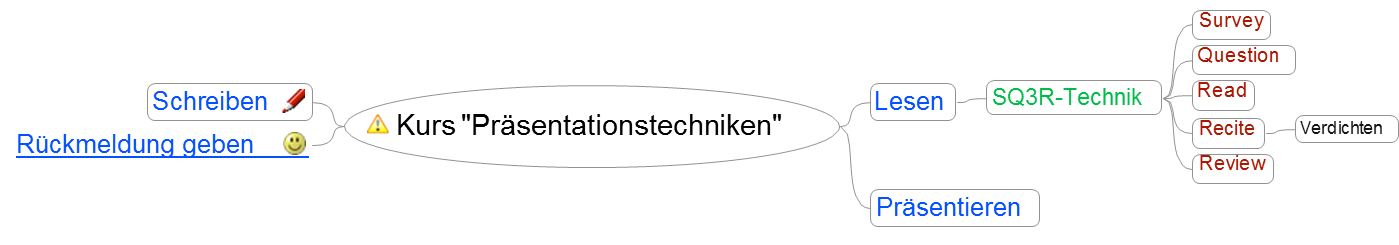 Schreiben
Rückmeldung geben
Kurs "Präsentationstechniken"
Lesen
Präsentieren
SQ3R-Technik
Survey
Question
Read
Recite
Verdichten
Review